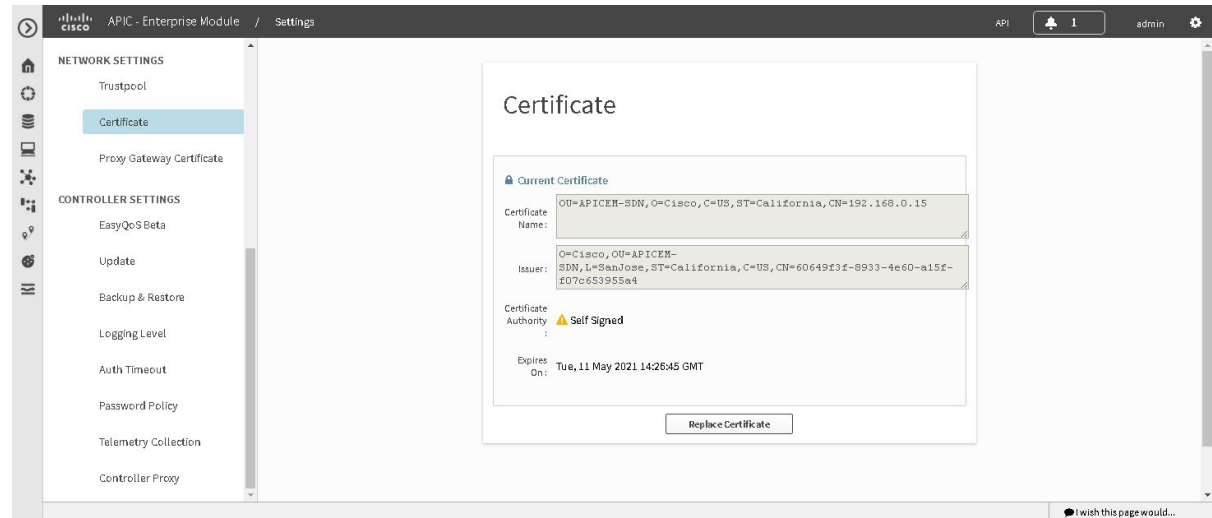 cisco APIC - Enterprise Module / Settings API 1 admin
NETWORK SETTINGS
Trustpool
Certificate
Proxy Gateway Certificate
CONTROLLER SETTINGS
EasyQoS Beta
Update
Backup & Restore
Logging Level
Auth Timeout
Password Policy
Telemetry Collection
Controller Proxy
Certificate
Current Certificate
Certificate Name:
OU=APICEM-SDN,O=Cisco,C=US,ST=California,CN=192.168.0.15
Issuer:
O=Cisco,OU=APICEM-
SDN,L=SanJose,ST=California,C=US,CN=60649f3f-8933-4e60-a15f-
f07c653955a4
Certificate
Authority
:
Self Signed
Expires
On:
Tue, 11 May 2021 14:26:45 GMT
Replace Certificate
I wish this page would...